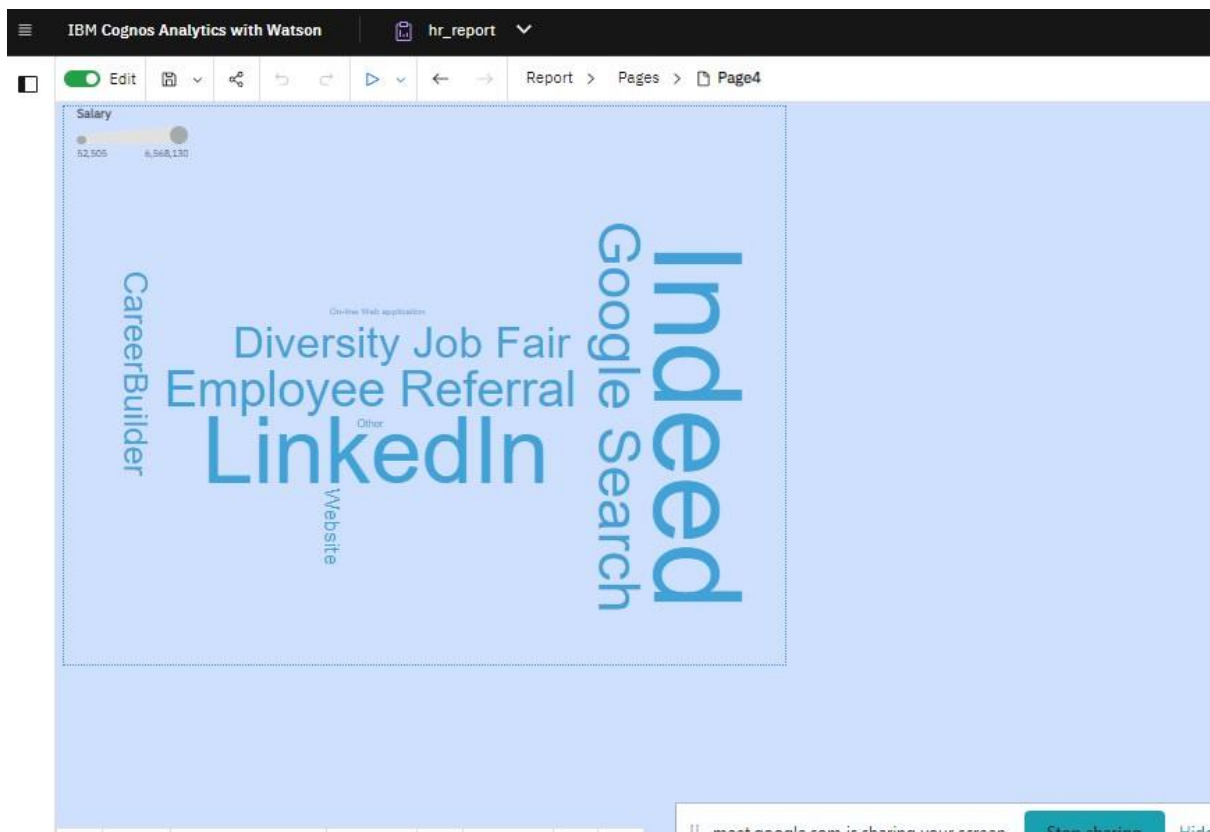 IBM Cognos Analytics with Watson
hr_report
Edit
Report > Pages > Page4
Salary
52,505 6,568,130
CareerBuilder
On-line Web application
Diversity Job Fair
Employee Referral
Other
LinkedIn
Website
Google Search
Indeed
meet.google.com is sharing your screen
Stop sharing
Hide